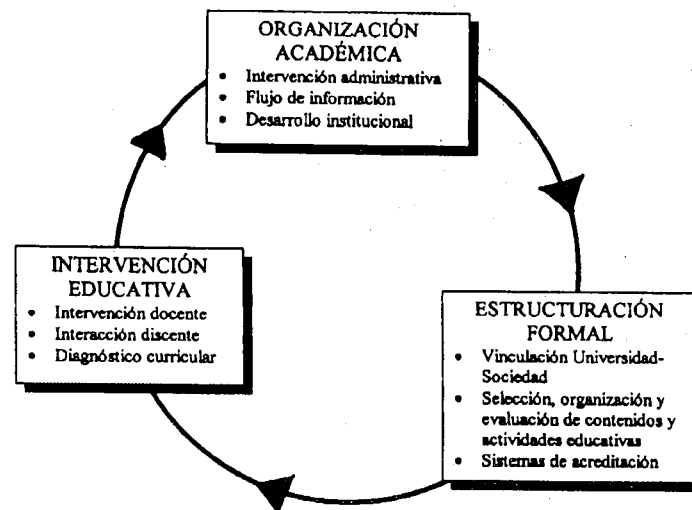 ORGANIZACIÓN
ACADÉMICA
• Intervención administrativa
• Flujo de información
• Desarrollo institucional
INTERVENCIÓN
EDUCATIVA
• Intervención docente
• Interacción discente
• Diagnóstico curricular
ESTRUCTURACIÓN
FORMAL
• Vinculación Universidad-
Sociedad
• Selección, organización y
evaluación de contenidos y
actividades educativas
• Sistemas de acreditación